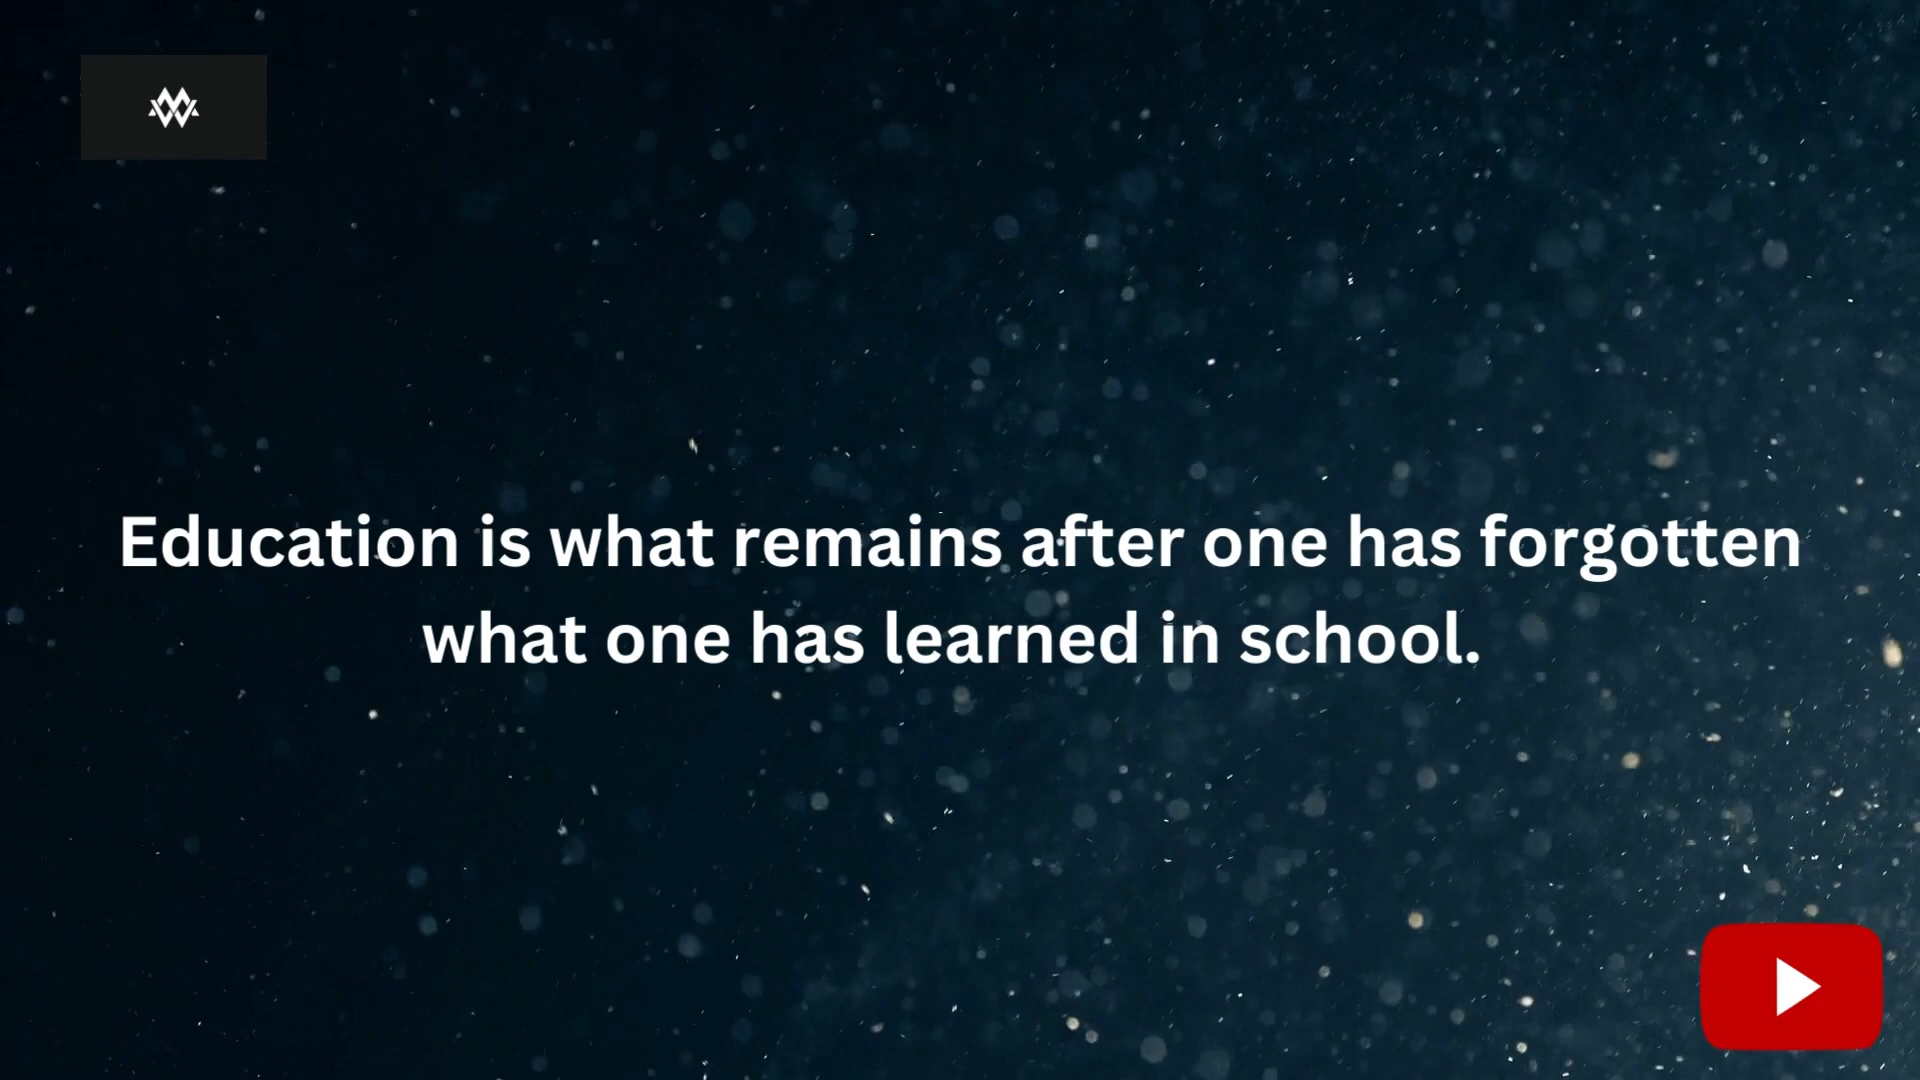 Education is what remains after one has forgotten
what one has learned in school.